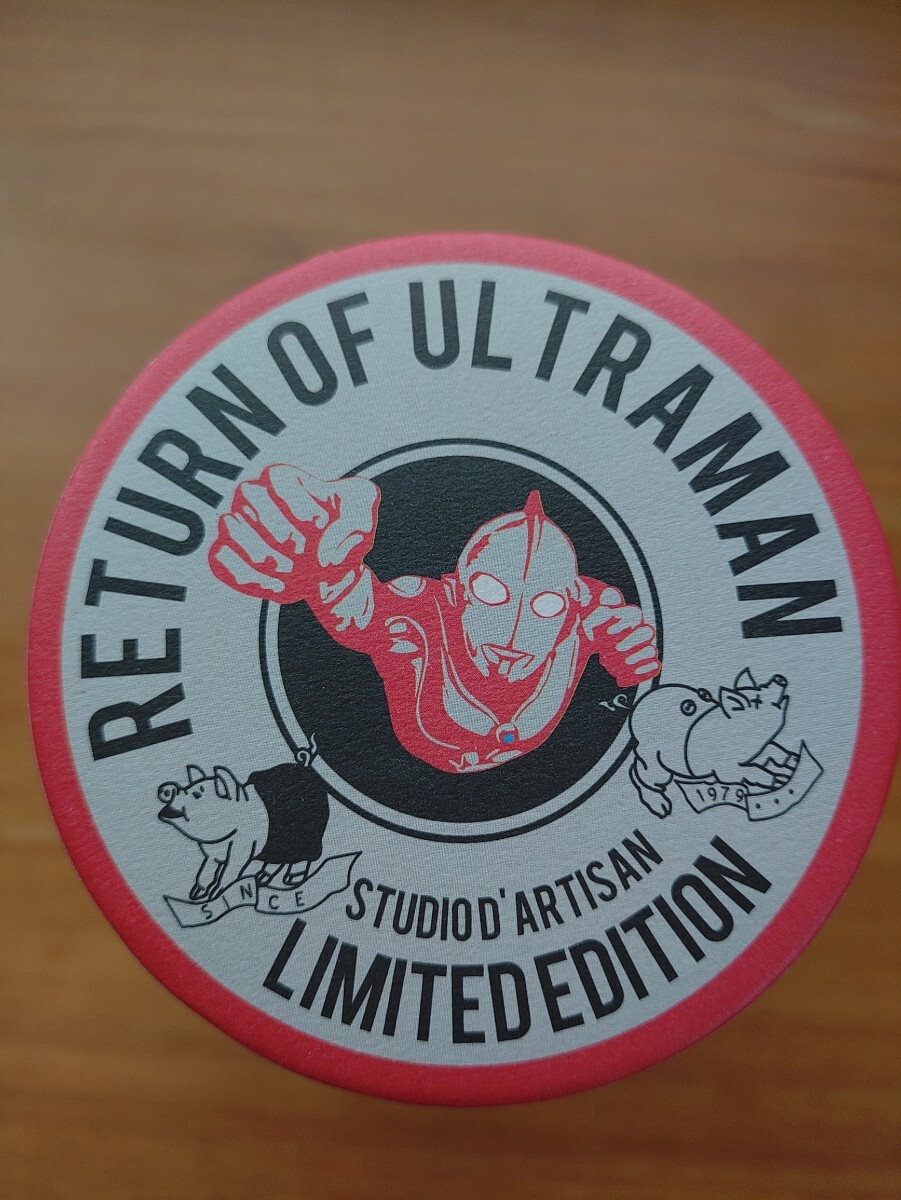 RETURN OF ULTRAMAN
SINCE
1979
STUDIO D'ARTISAN
LIMITED EDITION